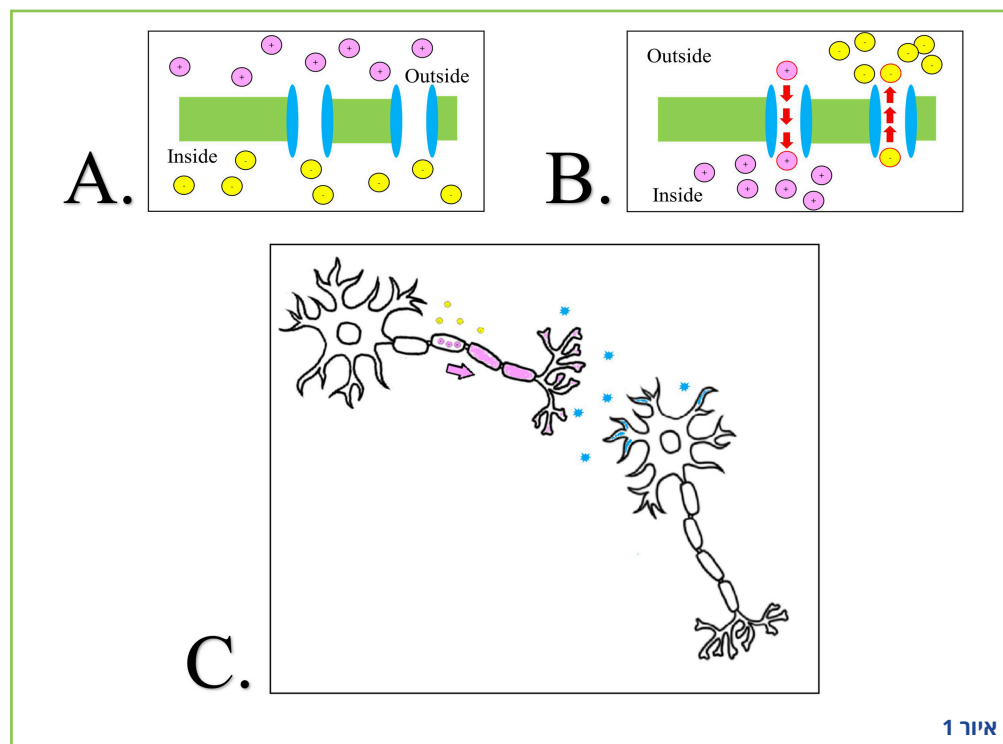 A.
Outside
Inside
B.
Outside
Inside
C.
איור 1